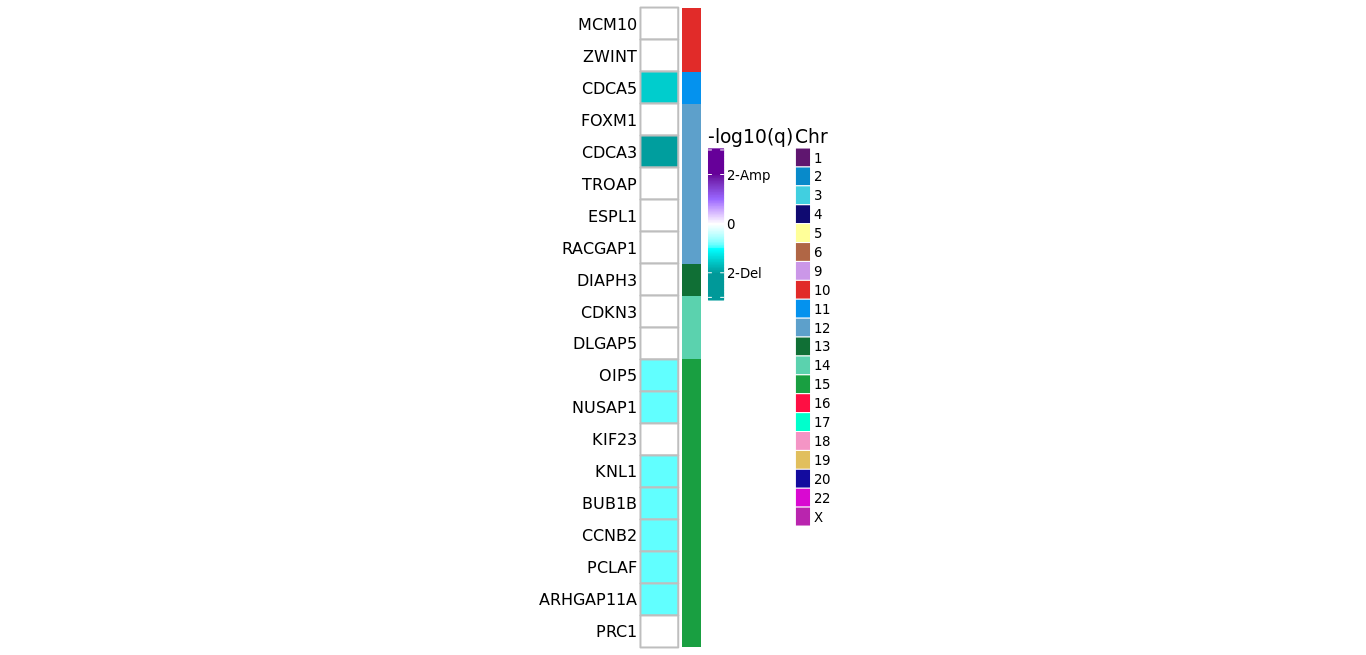 MCM10
ZWINT
CDCA5
FOXM1
CDCA3
TROAP
ESPL1
RACGAP1
DIAPH3
CDKN3
DLGAP5
OIP5
NUSAP1
KIF23
KNL1
BUB1B
CCNB2
PCLAF
ARHGAP11A
PRC1
-log10(q)
2-Amp
0
2-Del
Chr
1
2
3
4
5
6
9
10
11
12
13
14
15
16
17
18
19
20
22
X